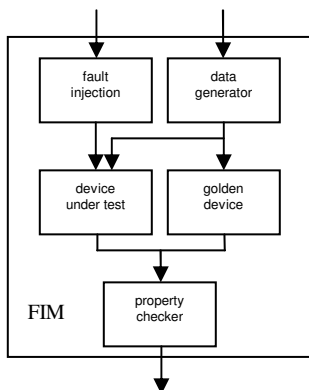 fault
injection
data
generator
device
under test
golden
device
property
checker
FIM